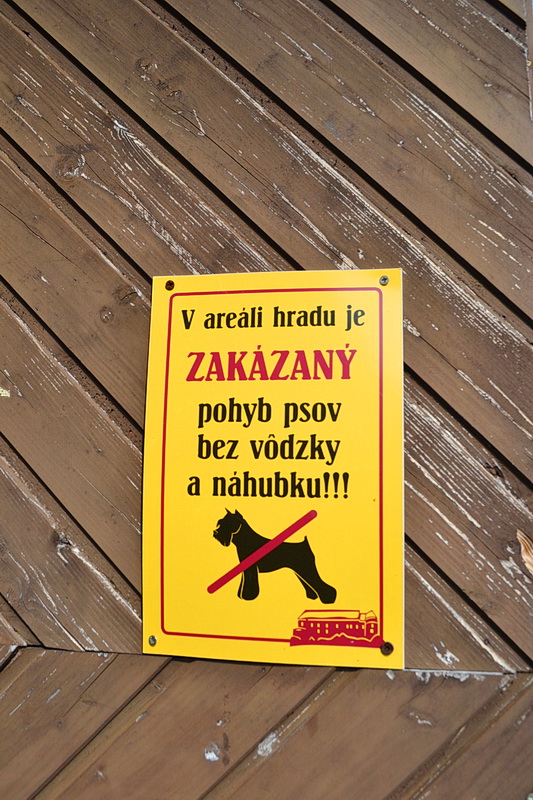 V areáli hradu je
ZAKÁZANÝ
pohyb psov
bez vôdzky
a náhubku!!!